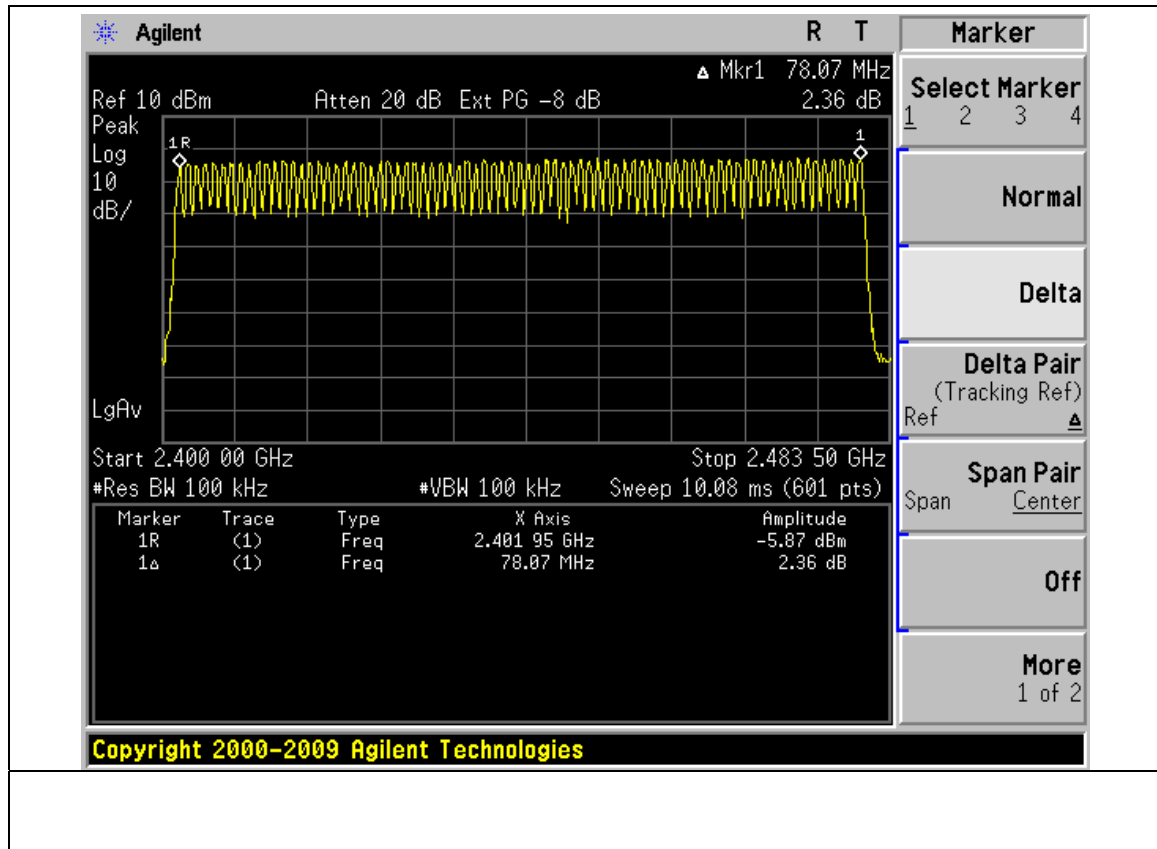 Agilent R T
Marker
▵ Mkr1 78.07 MHz
Ref 10 dBm Atten 20 dB Ext PG -8 dB 2.36 dB
Peak
Log
10
dB/
1R
1
LgAv
Start 2.400 00 GHz Stop 2.483 50 GHz
#Res BW 100 kHz #VBW 100 kHz Sweep 10.08 ms (601 pts)
Marker Trace Type X Axis Amplitude
1R (1) Freq 2.401 95 GHz -5.87 dBm
1▵ (1) Freq 78.07 MHz 2.36 dB
Select Marker
1 2 3 4
Normal
Delta
Delta Pair
(Tracking Ref)
Ref ▵
Span Pair
Span Center
Off
More
1 of 2
Copyright 2000-2009 Agilent Technologies